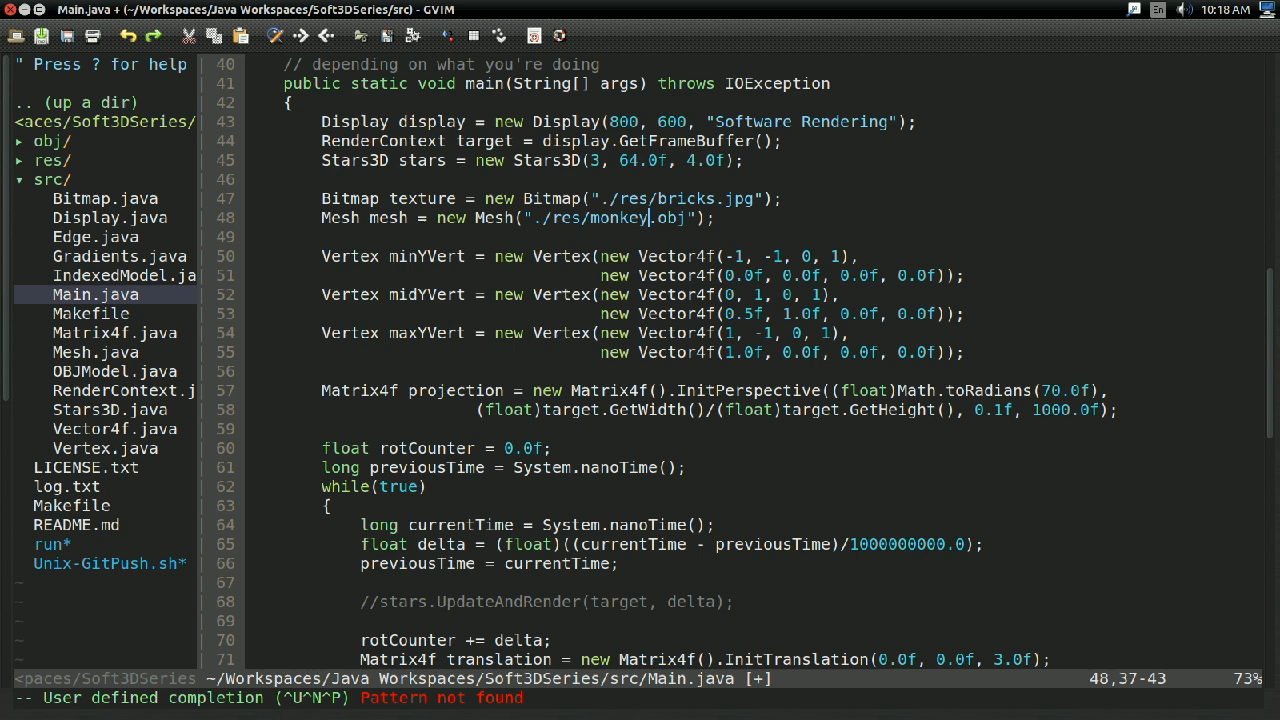 Main.java + (~/Workspaces/Java Workspaces/Soft3DSeries/src) - GVIM
En
10:18 AM
" Press ? for help
.. (up a dir)
<aces/Soft3DSeries/
▸ obj/
▸ res/
▾ src/
Bitmap.java
Display.java
Edge.java
Gradients.java
IndexedModel.ja
Main.java
Makefile
Matrix4f.java
Mesh.java
OBJModel.java
RenderContext.j
Stars3D.java
Vector4f.java
Vertex.java
LICENSE.txt
log.txt
Makefile
README.md
run*
Unix-GitPush.sh*
~
~
~
~
~
40 // depending on what you're doing
41 public static void main(String[] args) throws IOException
42 {
43 Display display = new Display(800, 600, "Software Rendering");
44 RenderContext target = display.GetFrameBuffer();
45 Stars3D stars = new Stars3D(3, 64.0f, 4.0f);
46
47 Bitmap texture = new Bitmap("./res/bricks.jpg");
48 Mesh mesh = new Mesh("./res/monkey.obj");
49
50 Vertex minYVert = new Vertex(new Vector4f(-1, -1, 0, 1),
51 new Vector4f(0.0f, 0.0f, 0.0f, 0.0f));
52 Vertex midYVert = new Vertex(new Vector4f(0, 1, 0, 1),
53 new Vector4f(0.5f, 1.0f, 0.0f, 0.0f));
54 Vertex maxYVert = new Vertex(new Vector4f(1, -1, 0, 1),
55 new Vector4f(1.0f, 0.0f, 0.0f, 0.0f));
56
57 Matrix4f projection = new Matrix4f().InitPerspective((float)Math.toRadians(70.0f),
58 (float)target.GetWidth()/(float)target.GetHeight(), 0.1f, 1000.0f);
59
60 float rotCounter = 0.0f;
61 long previousTime = System.nanoTime();
62 while(true)
63 {
64 long currentTime = System.nanoTime();
65 float delta = (float)((currentTime - previousTime)/1000000000.0);
66 previousTime = currentTime;
67
68 //stars.UpdateAndRender(target, delta);
69
70 rotCounter += delta;
71 Matrix4f translation = new Matrix4f().InitTranslation(0.0f, 0.0f, 3.0f);
<paces/Soft3DSeries ~/Workspaces/Java Workspaces/Soft3DSeries/src/Main.java [+] 48,37-43 73%
-- User defined completion (^U^N^P) Pattern not found